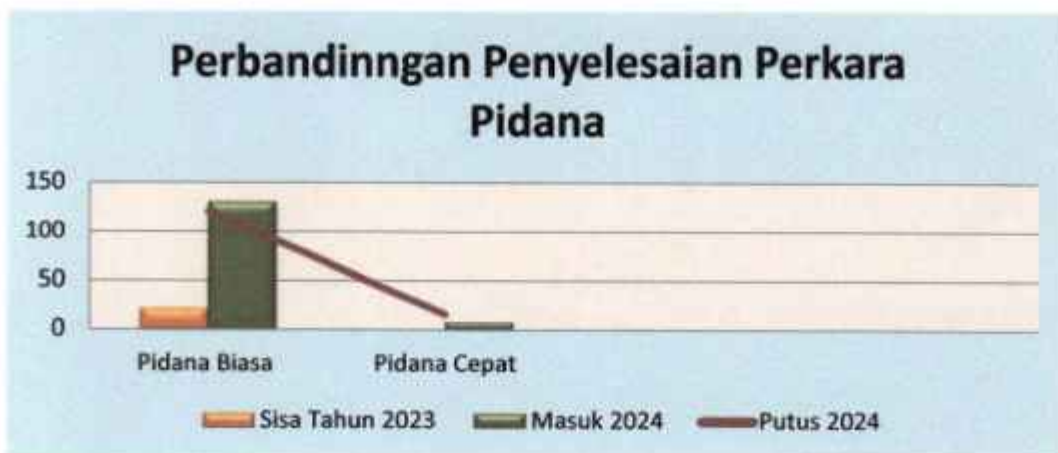 Perbandinngan Penyelesaian Perkara
Pidana
150
100
50
0
Pidana Biasa
Pidana Cepat
Sisa Tahun 2023
Masuk 2024
Putus 2024